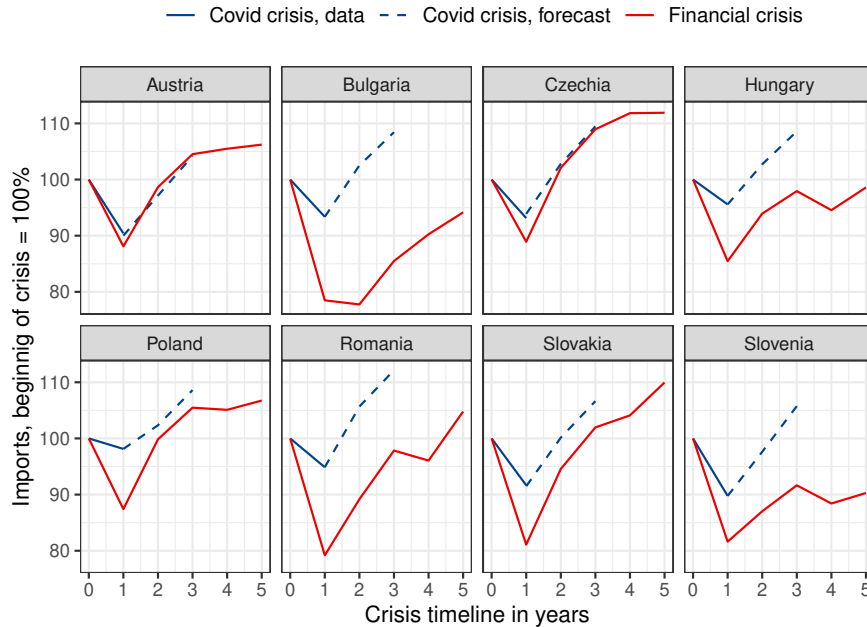 Covid crisis, data Covid crisis, forecast Financial crisis
Imports, beginnig of crisis = 100%
Austria Bulgaria Czechia Hungary
110
100
90
80
Poland Romania Slovakia Slovenia
110
100
90
80
0 1 2 3 4 5 0 1 2 3 4 5 0 1 2 3 4 5 0 1 2 3 4 5
Crisis timeline in years